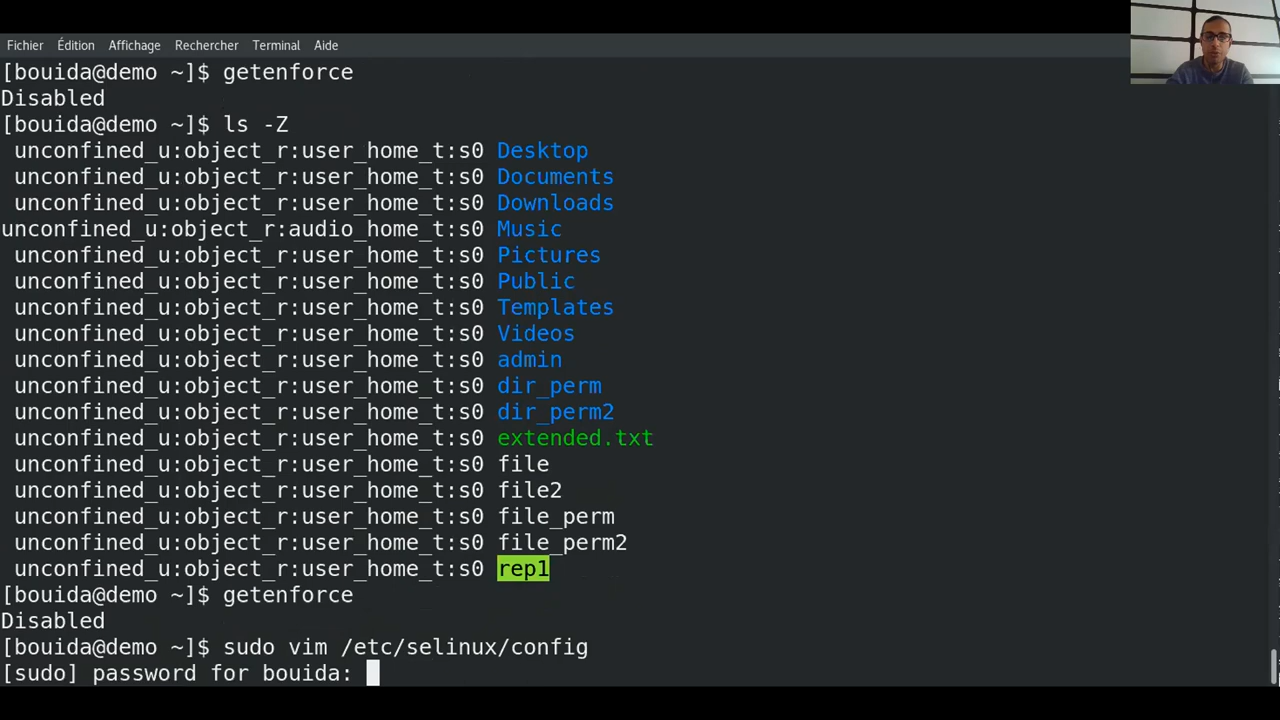 Fichier Édition Affichage Rechercher Terminal Aide
[bouida@demo ~]$ getenforce
Disabled
[bouida@demo ~]$ ls -Z
unconfined_u:object_r:user_home_t:s0 Desktop
unconfined_u:object_r:user_home_t:s0 Documents
unconfined_u:object_r:user_home_t:s0 Downloads
unconfined_u:object_r:audio_home_t:s0 Music
unconfined_u:object_r:user_home_t:s0 Pictures
unconfined_u:object_r:user_home_t:s0 Public
unconfined_u:object_r:user_home_t:s0 Templates
unconfined_u:object_r:user_home_t:s0 Videos
unconfined_u:object_r:user_home_t:s0 admin
unconfined_u:object_r:user_home_t:s0 dir_perm
unconfined_u:object_r:user_home_t:s0 dir_perm2
unconfined_u:object_r:user_home_t:s0 extended.txt
unconfined_u:object_r:user_home_t:s0 file
unconfined_u:object_r:user_home_t:s0 file2
unconfined_u:object_r:user_home_t:s0 file_perm
unconfined_u:object_r:user_home_t:s0 file_perm2
unconfined_u:object_r:user_home_t:s0 rep1
[bouida@demo ~]$ getenforce
Disabled
[bouida@demo ~]$ sudo vim /etc/selinux/config
[sudo] password for bouida: